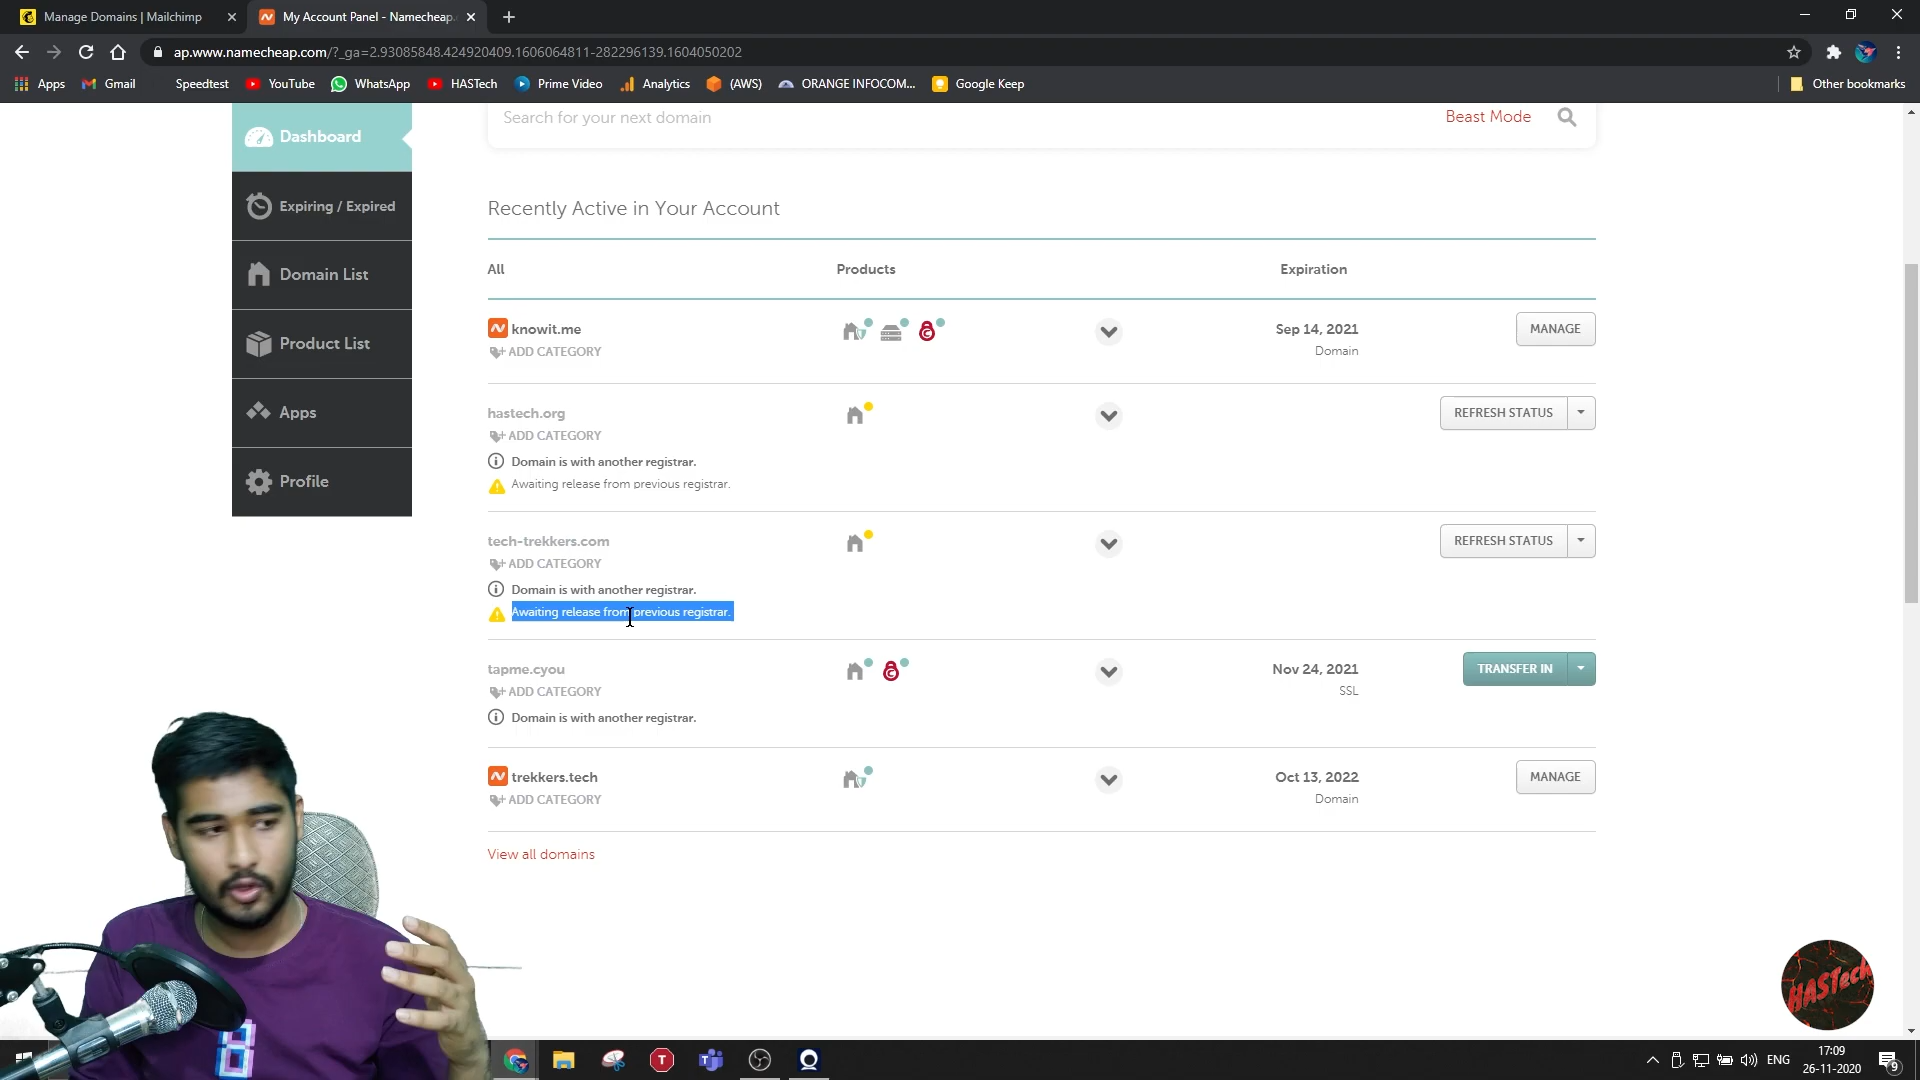 Manage Domains | Mailchimp
My Account Panel - Namecheap.
ap.www.namecheap.com/?_ga=2.93085848.424920409.1606064811-282296139.1604050202
Apps
Gmail
Speedtest
YouTube
WhatsApp
HASTech
Prime Video
Analytics
(AWS)
ORANGE INFOCOM...
Google Keep
Other bookmarks
Dashboard
Expiring / Expired
Domain List
Product List
Apps
Profile
Search for your next domain
Beast Mode
Recently Active in Your Account
All Products Expiration
knowit.me
ADD CATEGORY
Sep 14, 2021
Domain
MANAGE
hastech.org
ADD CATEGORY
Domain is with another registrar.
Awaiting release from previous registrar.
REFRESH STATUS
tech-trekkers.com
ADD CATEGORY
Domain is with another registrar.
Awaiting release from previous registrar.
REFRESH STATUS
tapme.cyou
ADD CATEGORY
Domain is with another registrar.
Nov 24, 2021
SSL
TRANSFER IN
trekkers.tech
ADD CATEGORY
Oct 13, 2022
Domain
MANAGE
View all domains
HASTech
ENG
17:09
26-11-2020
9